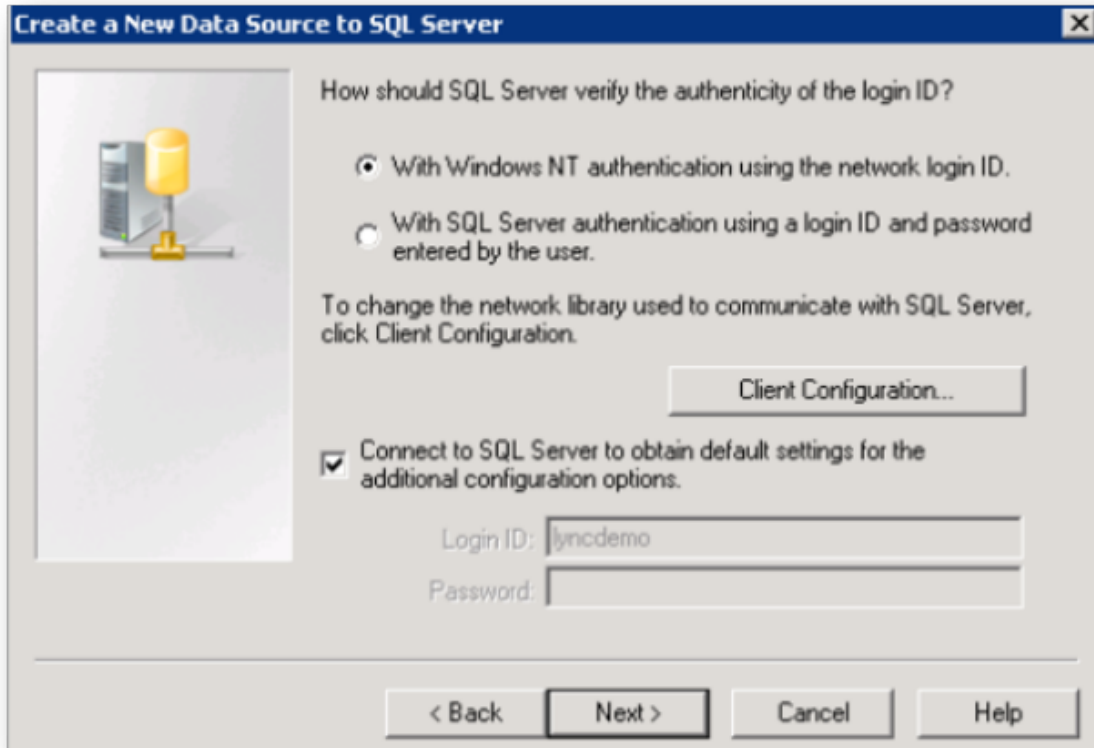 Create a New Data Source to SQL Server
How should SQL Server verify the authenticity of the login ID?
With Windows NT authentication using the network login ID.
With SQL Server authentication using a login ID and password
entered by the user.
To change the network library used to communicate with SQL Server,
click Client Configuration.
Client Configuration...
Connect to SQL Server to obtain default settings for the
additional configuration options.
Login ID: lyncdemo
Password:
< Back Next > Cancel Help